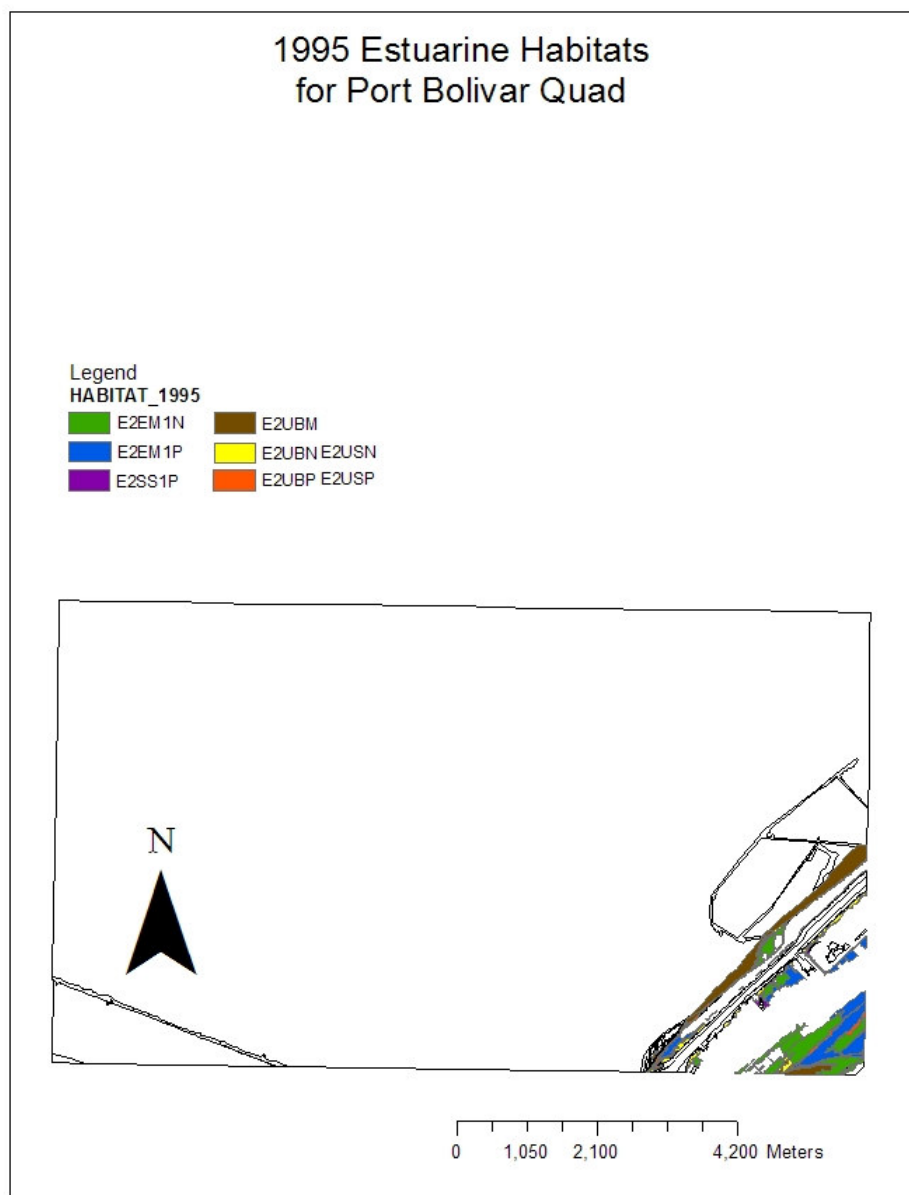 1995 Estuarine Habitats
for Port Bolivar Quad
Legend
HABITAT_1995
E2EM1N E2UBM
E2EM1P E2UBN E2USN
E2SS1P E2UBP E2USP
N
0 1,050 2,100 4,200 Meters